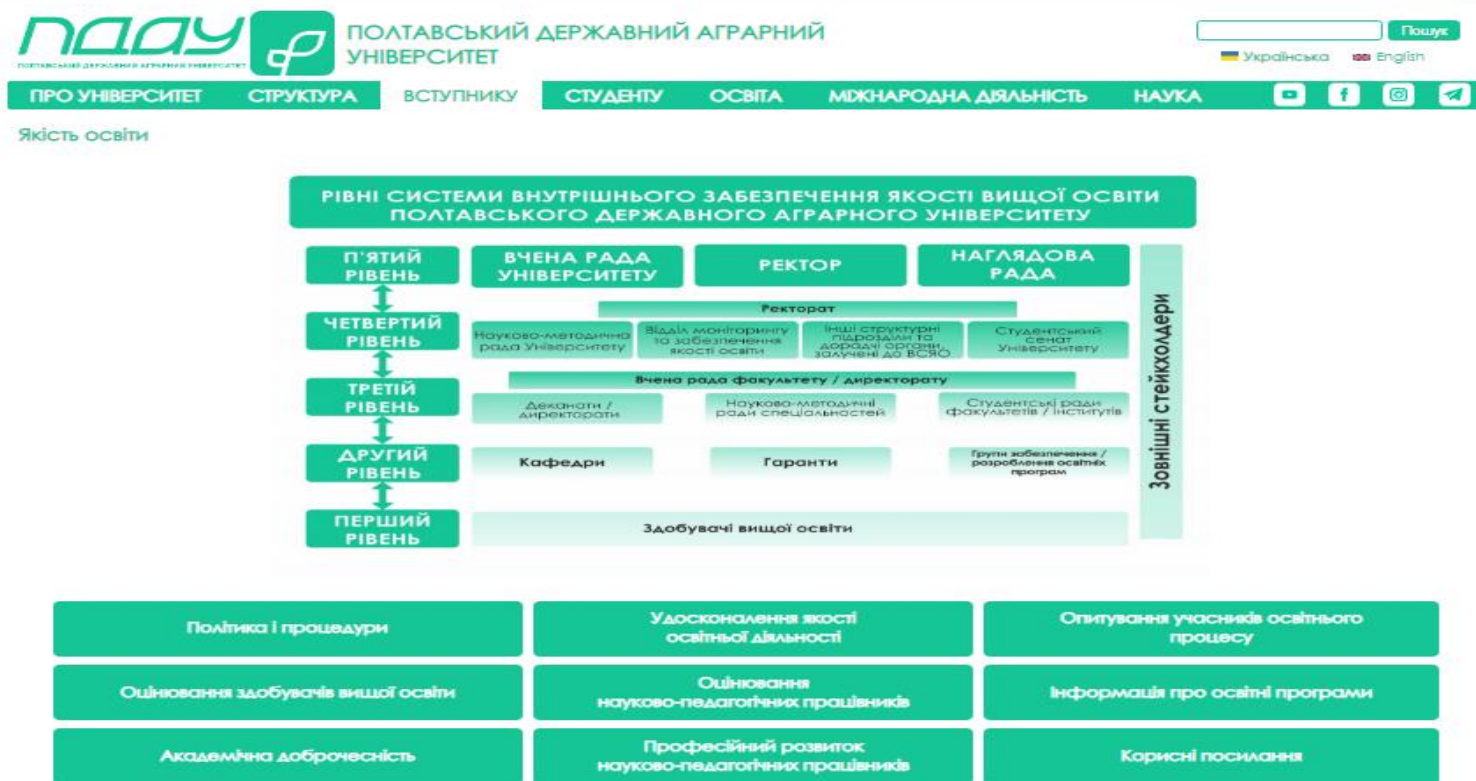 ПДАУ
ПОЛТАВСЬКИЙ ДЕРЖАВНИЙ АГРАРНИЙ УНІВЕРСИТЕТ
ПОЛТАВСЬКИЙ ДЕРЖАВНИЙ АГРАРНИЙ
УНІВЕРСИТЕТ
Пошук
Українська English
ПРО УНІВЕРСИТЕТ СТРУКТУРА ВСТУПНИКУ СТУДЕНТУ ОСВІТА МІЖНАРОДНА ДІЯЛЬНІСТЬ НАУКА
Якість освіти
РІВНІ СИСТЕМИ ВНУТРІШНЬОГО ЗАБЕЗПЕЧЕННЯ ЯКОСТІ ВИЩОЇ ОСВІТИ
ПОЛТАВСЬКОГО ДЕРЖАВНОГО АГРАРНОГО УНІВЕРСИТЕТУ
П'ЯТИЙ
РІВЕНЬ
ВЧЕНА РАДА
УНІВЕРСИТЕТУ
РЕКТОР
НАГЛЯДОВА
РАДА
Ректорат
ЧЕТВЕРТИЙ
РІВЕНЬ
Науково-методична
рада Університету
Відділ моніторингу
та забезпечення
якості освіти
Інші структурні
підрозділи та
дорадчі органи,
залучені до ВСЯО
Студентський
сенат
Університету
Вчена рада факультету / директорату
ТРЕТІЙ
РІВЕНЬ
Деканати /
директорати
Науково-методичні
ради спеціальностей
Студентські ради
факультетів / інститутів
ДРУГИЙ
РІВЕНЬ
Кафедри
Гаранти
Групи забезпечення /
розроблення освітніх
програм
ПЕРШИЙ
РІВЕНЬ
Здобувачі вищої освіти
Зовнішні стейкхолдери
Політика і процедури
Удосконалення якості
освітньої діяльності
Опитування учасників освітнього
процесу
Оцінювання здобувачів вищої освіти
Оцінювання
науково-педагогічних працівників
Інформація про освітні програми
Академічна доброчесність
Професійний розвиток
науково-педагогічних працівників
Корисні посилання